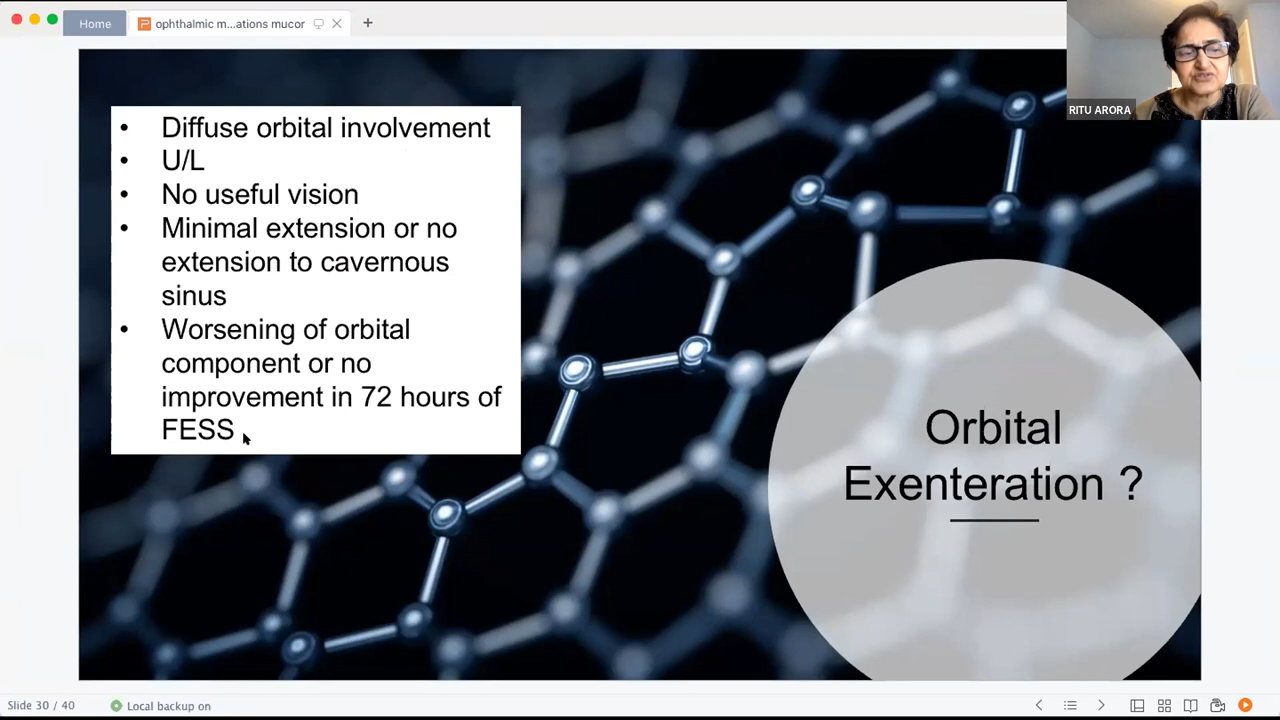 Home
ophthalmic m...ations mucor
RITU ARORA
• Diffuse orbital involvement
• U/L
• No useful vision
• Minimal extension or no
extension to cavernous
sinus
• Worsening of orbital
component or no
improvement in 72 hours of
FESS
Orbital
Exenteration ?
Slide 30 / 40
Local backup on